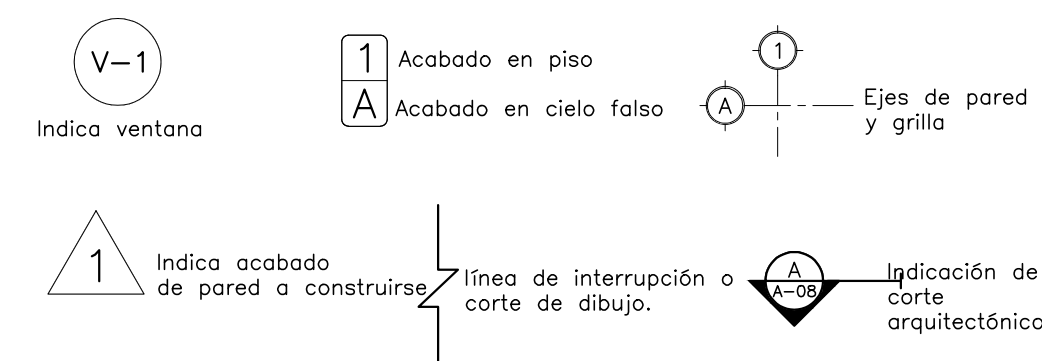 V-1
Indica ventana
1
Acabado en piso
A
Acabado en cielo falso
1
A
Ejes de pared
y grilla
1
Indica acabado
de pared a construirse
línea de interrupción o
corte de dibujo.
A
A-08
Indicación de
corte
arquitectónico